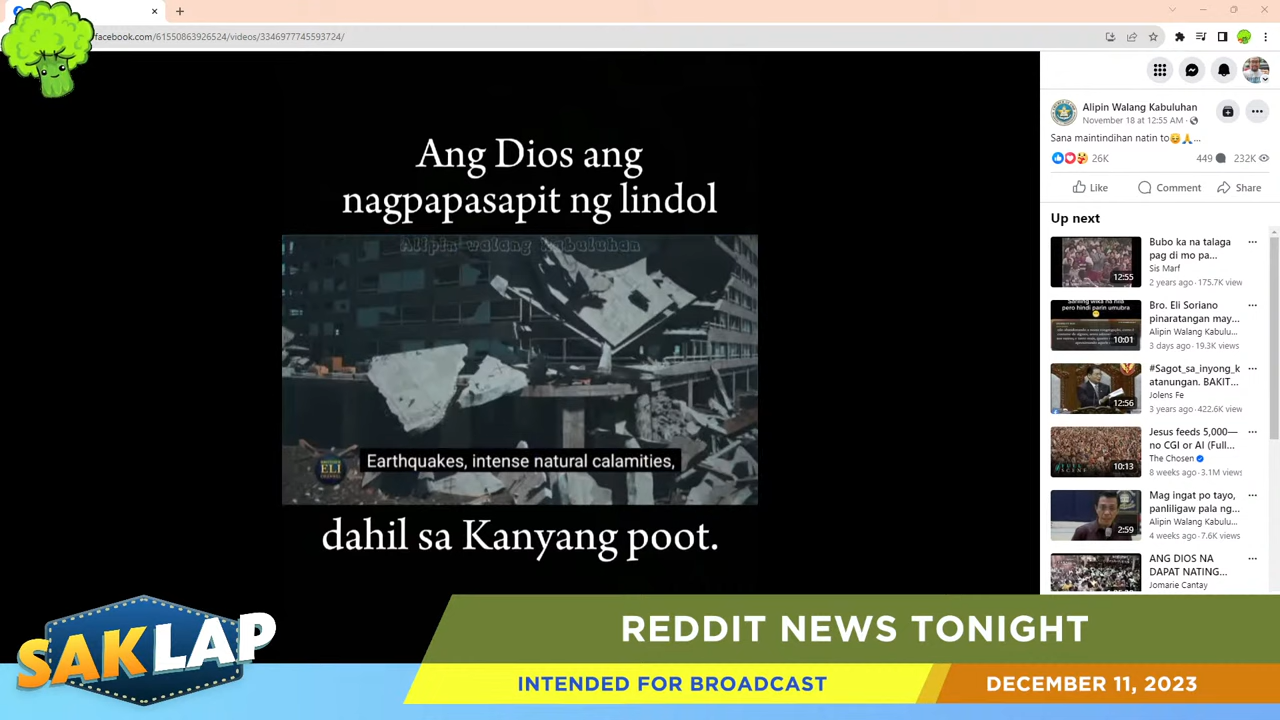 facebook.com/61550863926524/videos/3346977745593724/
Ang Dios ang
nagpapasapit ng lindol
Alipin walang kabuluhan
Earthquakes, intense natural calamities,
ELI
dahil sa Kanyang poot.
Alipin Walang Kabuluhan
November 18 at 12:55 AM ·
Sana maintindihan natin to😔🙏...
26K
449
232K
Like
Comment
Share
Up next
Bubo ka na talaga
pag di mo pa...
Sis Marf
2 years ago · 175.7K views
12:55
Bro. Eli Soriano
pinaratangan may...
Alipin Walang Kabulu...
3 days ago · 19.3K views
pero hindi parin umubra
10:01
#Sagot_sa_inyong_k
atanungan. BAKIT...
Jolens Fe
3 years ago · 422.6K views
12:56
Jesus feeds 5,000—
no CGI or AI (Full...
The Chosen
8 weeks ago · 3.1M views
10:13
Mag ingat po tayo,
panliligaw pala ng...
Alipin Walang Kabulu...
4 weeks ago · 7.6K views
2:59
ANG DIOS NA
DAPAT NATING...
Jomarie Cantay
SAKLAP
REDDIT NEWS TONIGHT
INTENDED FOR BROADCAST
DECEMBER 11, 2023